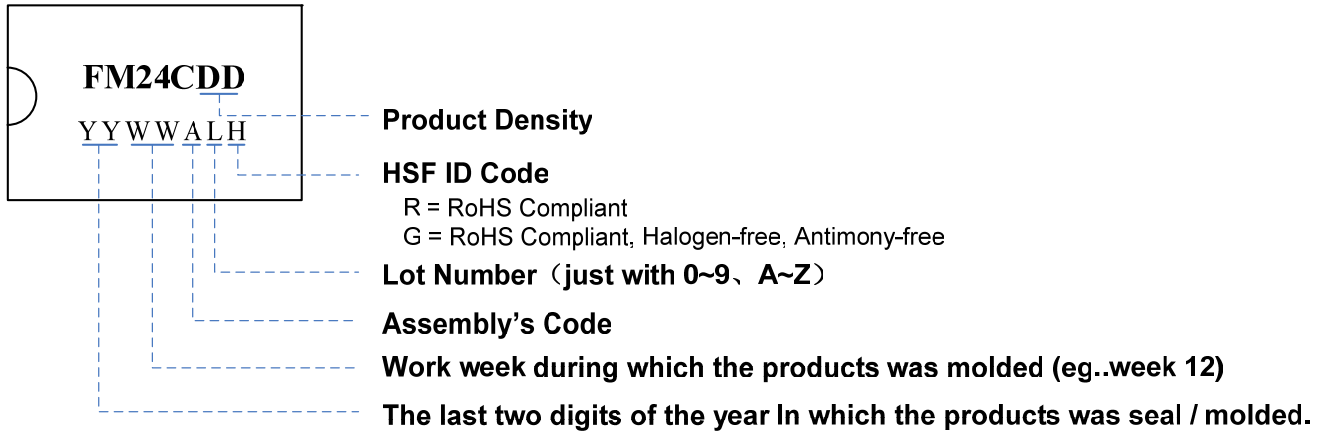 FM24CDD
YYWWALH
Product Density
HSF ID Code
R = RoHS Compliant
G = RoHS Compliant, Halogen-free, Antimony-free
Lot Number（just with 0~9、A~Z）
Assembly's Code
Work week during which the products was molded (eg..week 12)
The last two digits of the year In which the products was seal / molded.